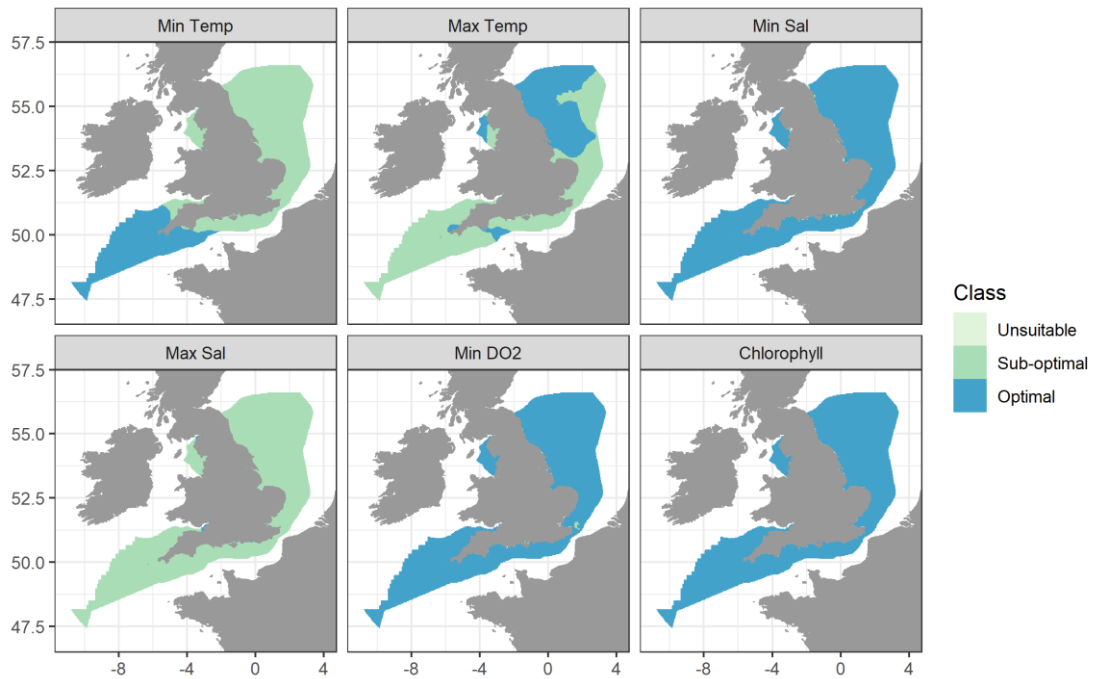 Min Temp
Max Temp
Min Sal
57.5
55.0
52.5
50.0
47.5
Class
Unsuitable
Sub-optimal
Optimal
Max Sal
Min DO2
Chlorophyll
57.5
55.0
52.5
50.0
47.5
-8 -4 0 4
-8 -4 0 4
-8 -4 0 4